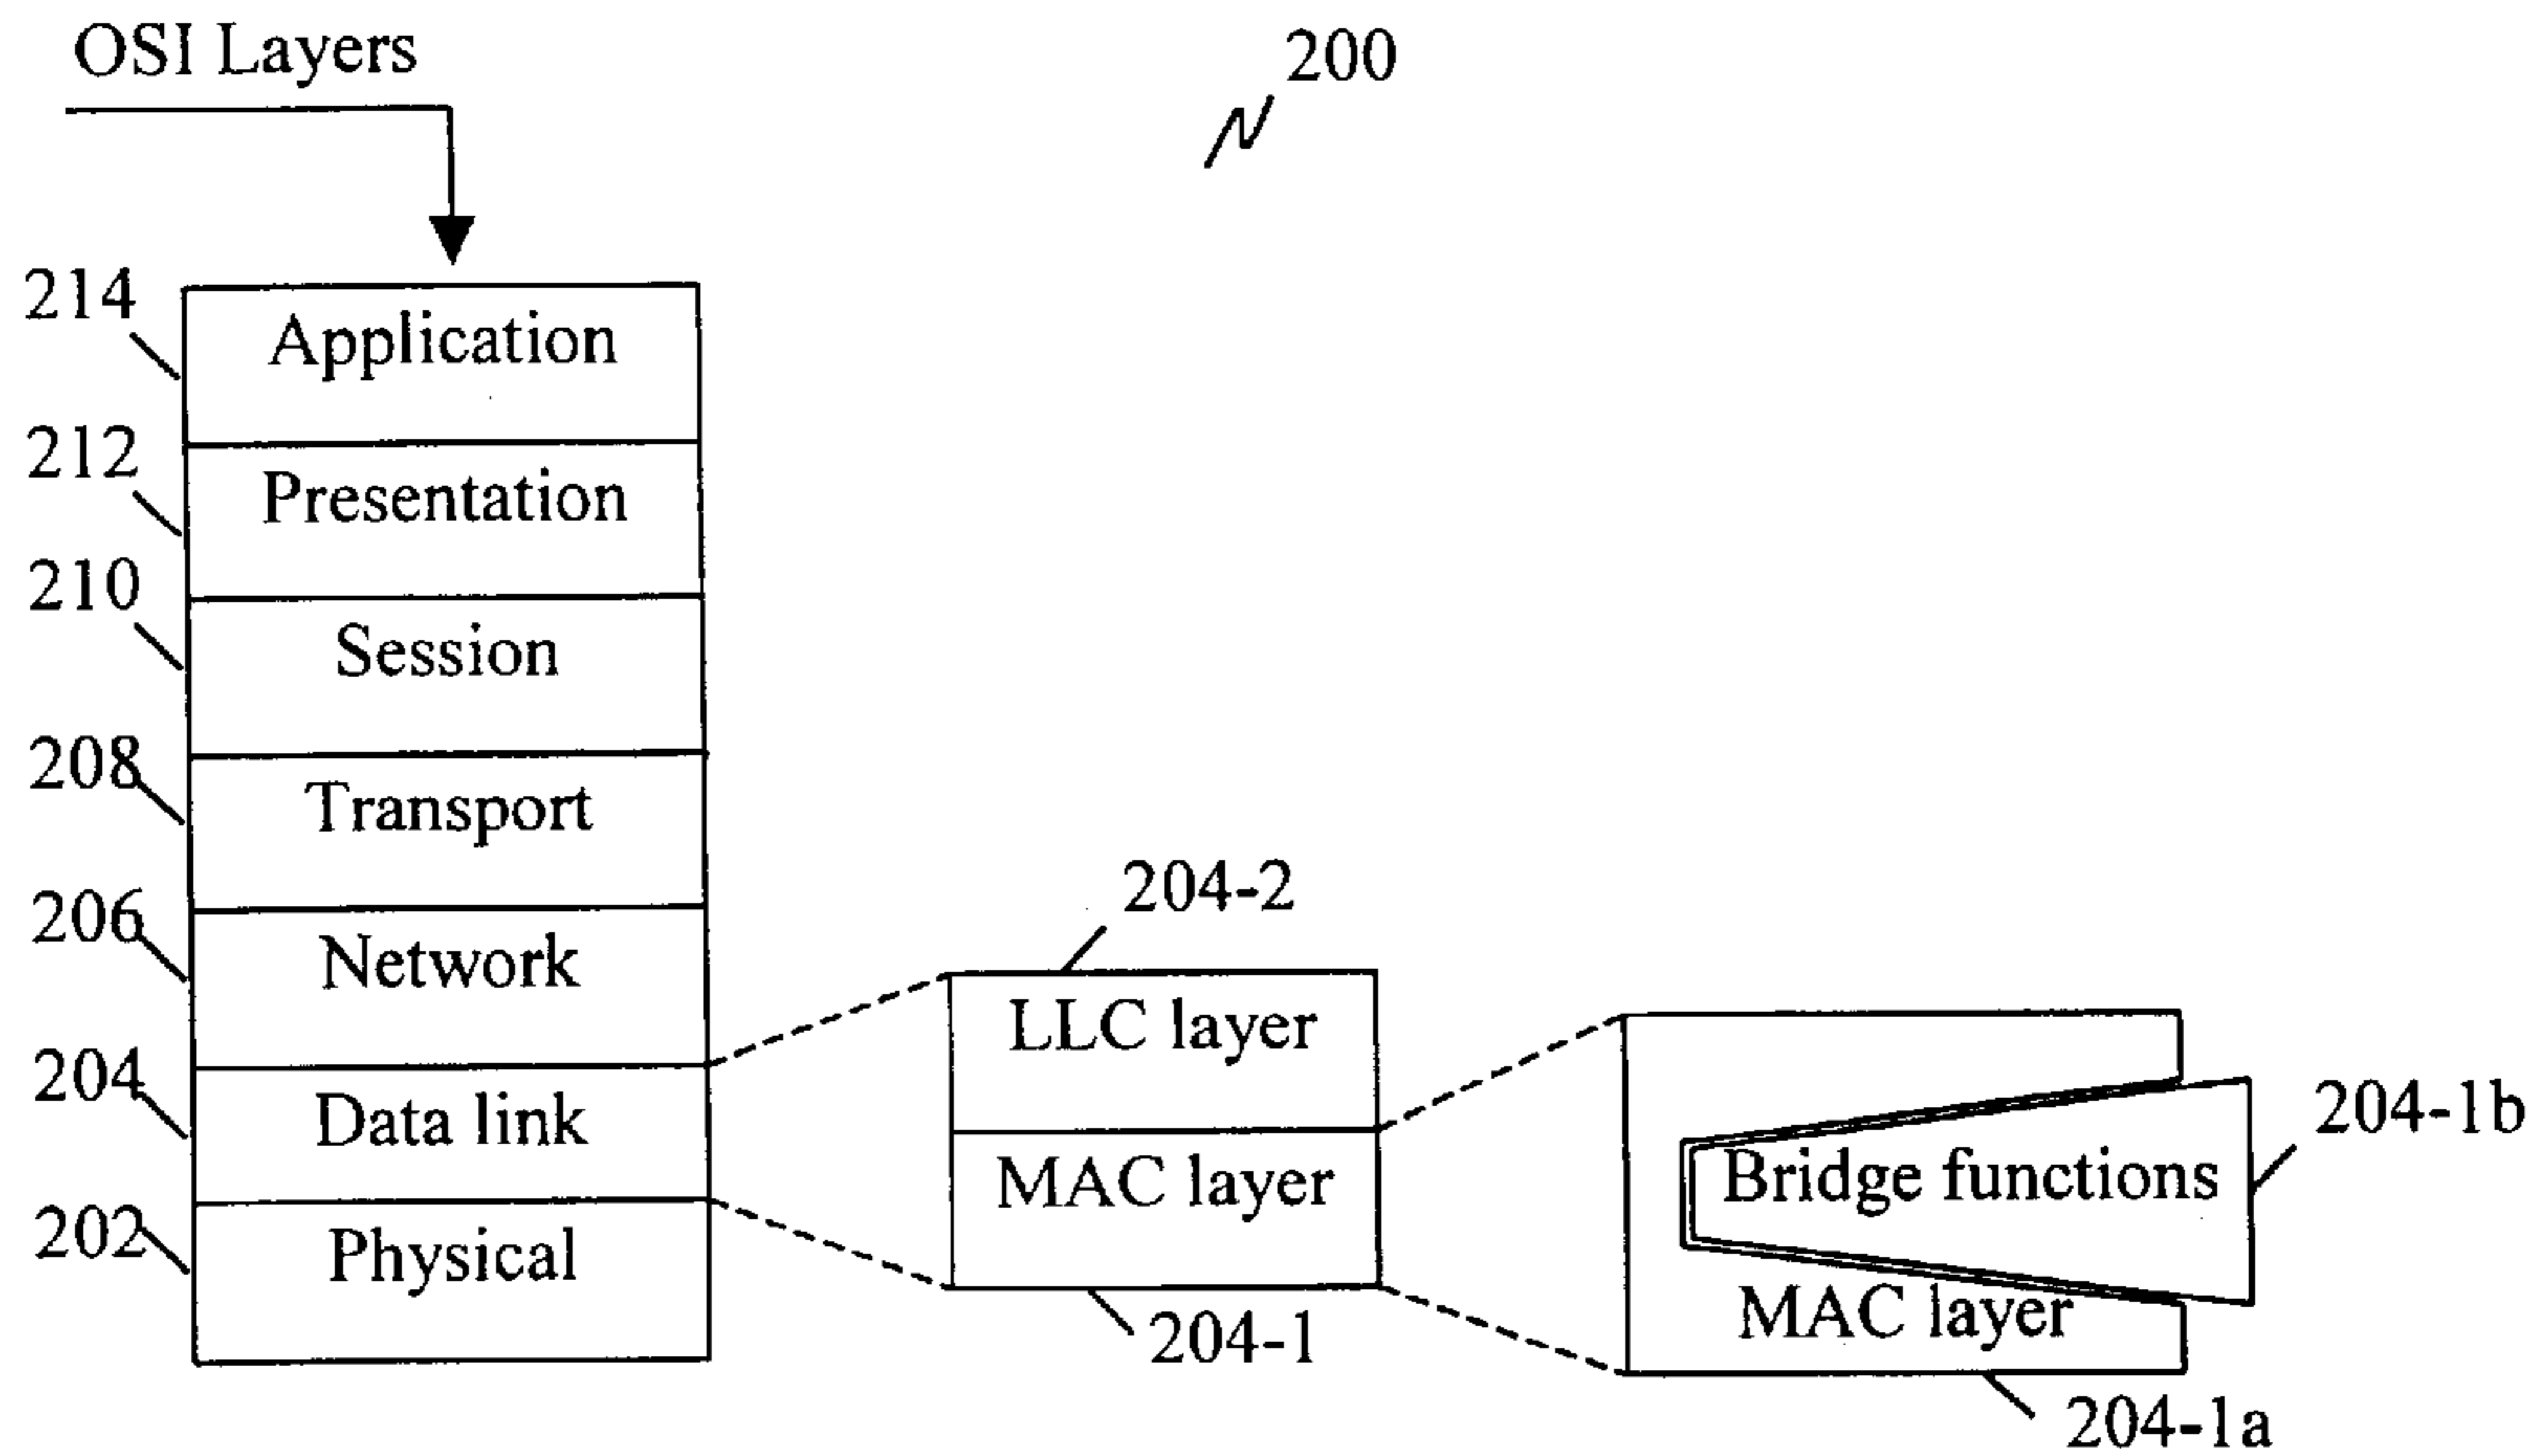 OSI Layers
200
214
Application
212
Presentation
210
Session
208
Transport
206
Network
204
Data link
202
Physical
204-2
LLC layer
MAC layer
204-1
204-1b
Bridge functions
MAC layer
204-1a